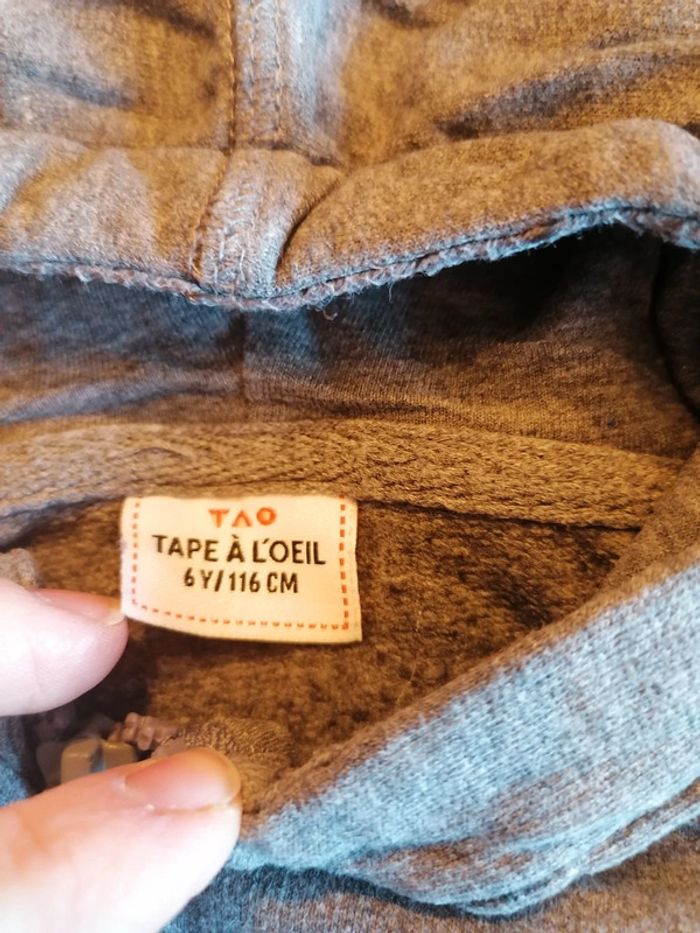 TAO
TAPE À L'OEIL
6 Y/116 CM